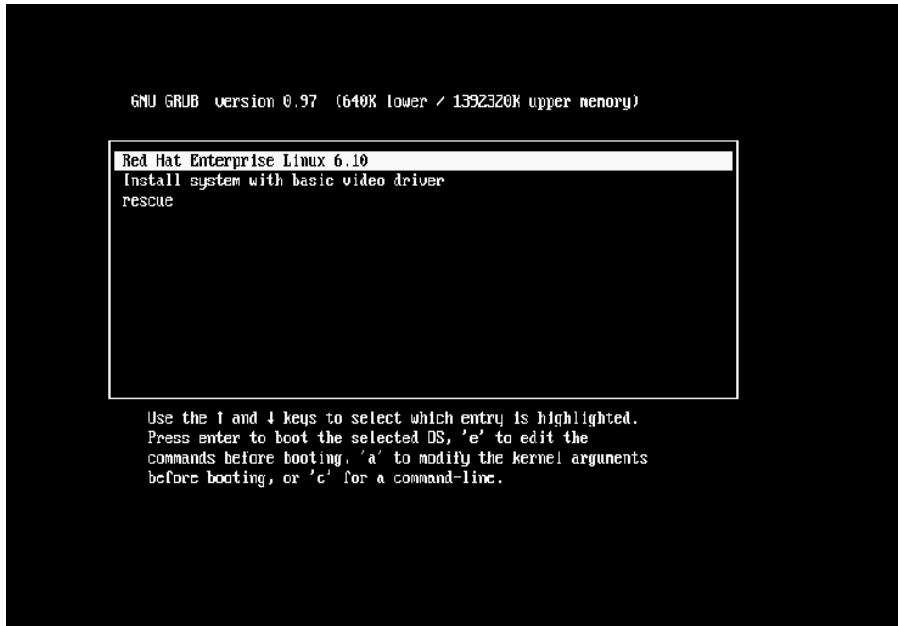 GNU GRUB version 0.97 (640K lower / 1392320K upper memory)
Red Hat Enterprise Linux 6.10
Install system with basic video driver
rescue
Use the ↑ and ↓ keys to select which entry is highlighted.
Press enter to boot the selected OS, 'e' to edit the
commands before booting, 'a' to modify the kernel arguments
before booting, or 'c' for a command-line.